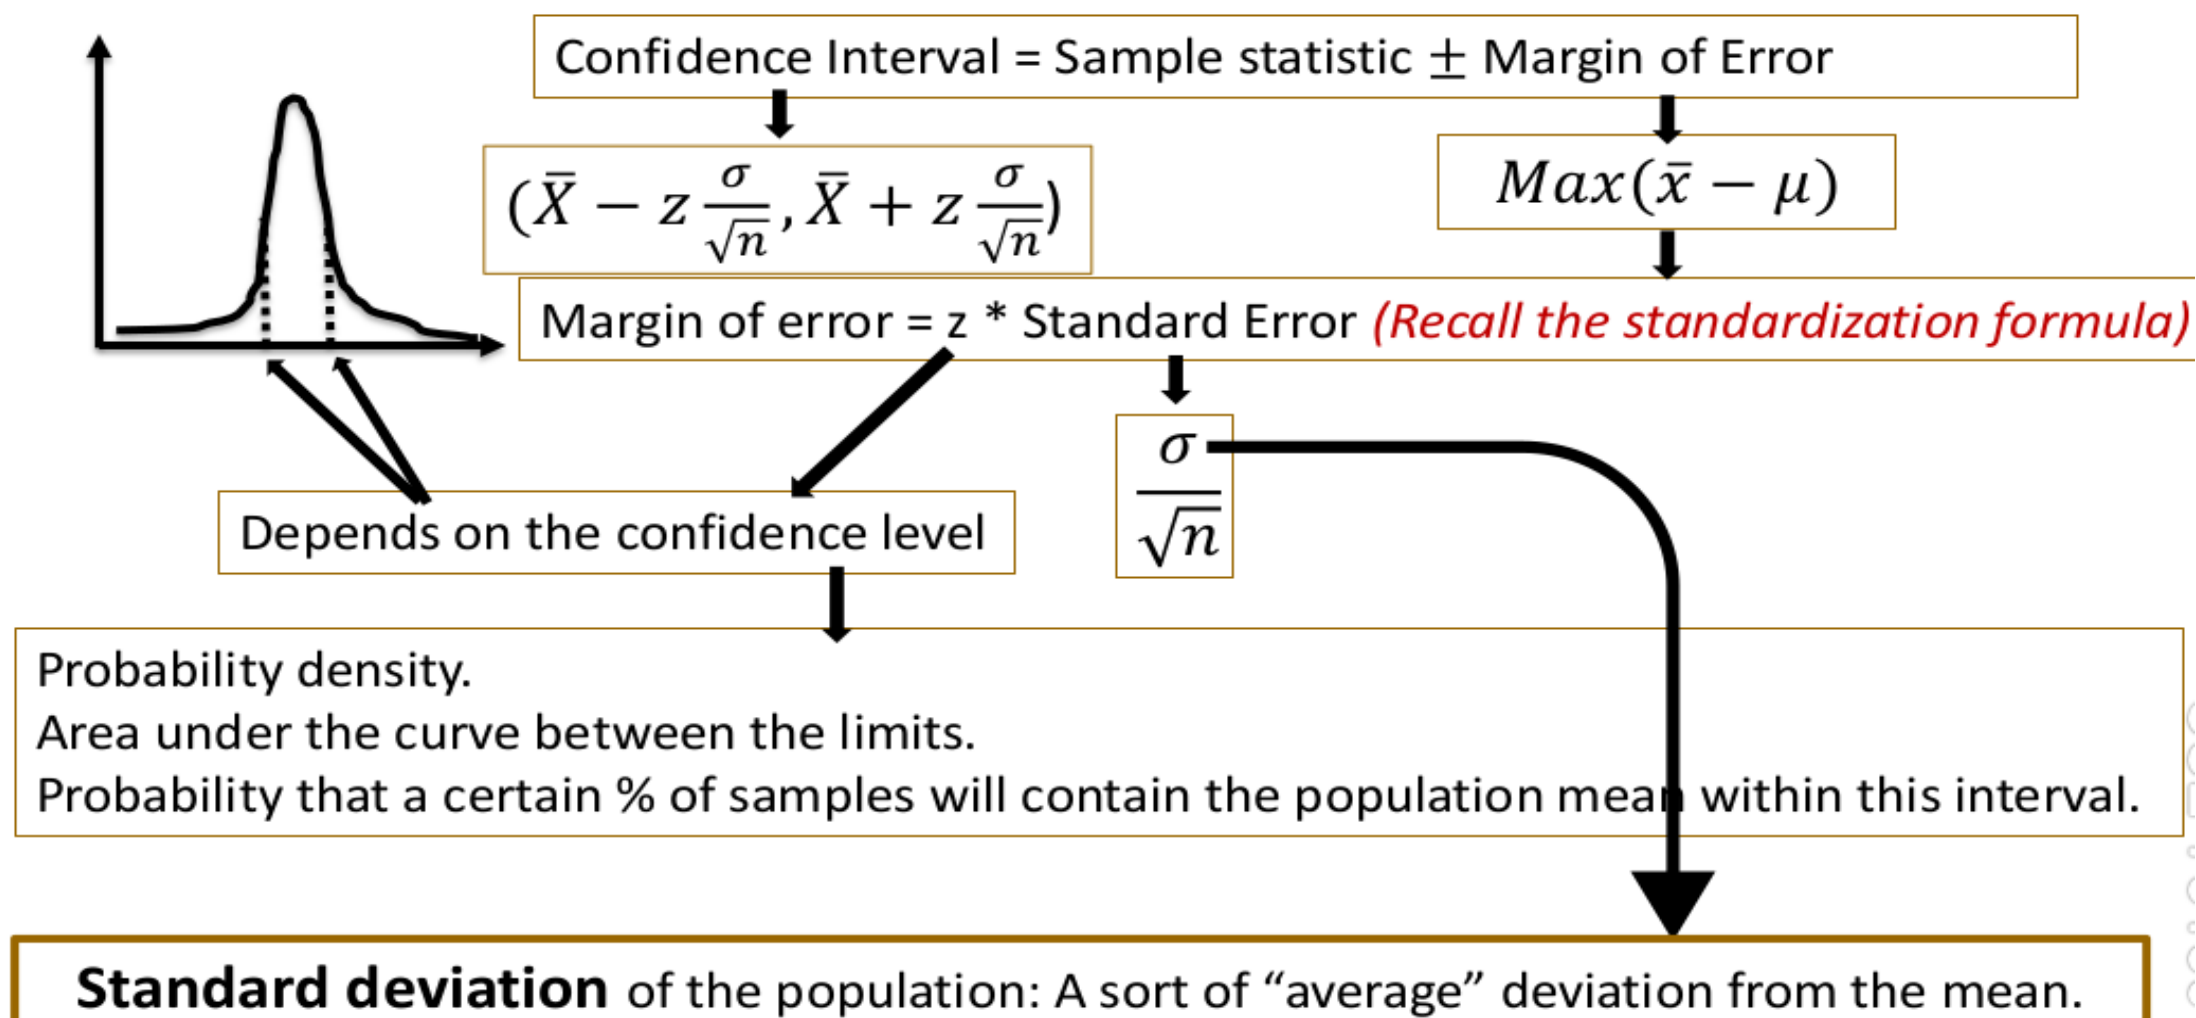 Confidence Interval = Sample statistic ± Margin of Error
(X̄ − z σ/√n, X̄ + z σ/√n)
Max(x̄ − μ)
Margin of error = z * Standard Error (Recall the standardization formula)
σ/√n
Depends on the confidence level
Probability density.
Area under the curve between the limits.
Probability that a certain % of samples will contain the population mean within this interval.
Standard deviation of the population: A sort of “average” deviation from the mean.